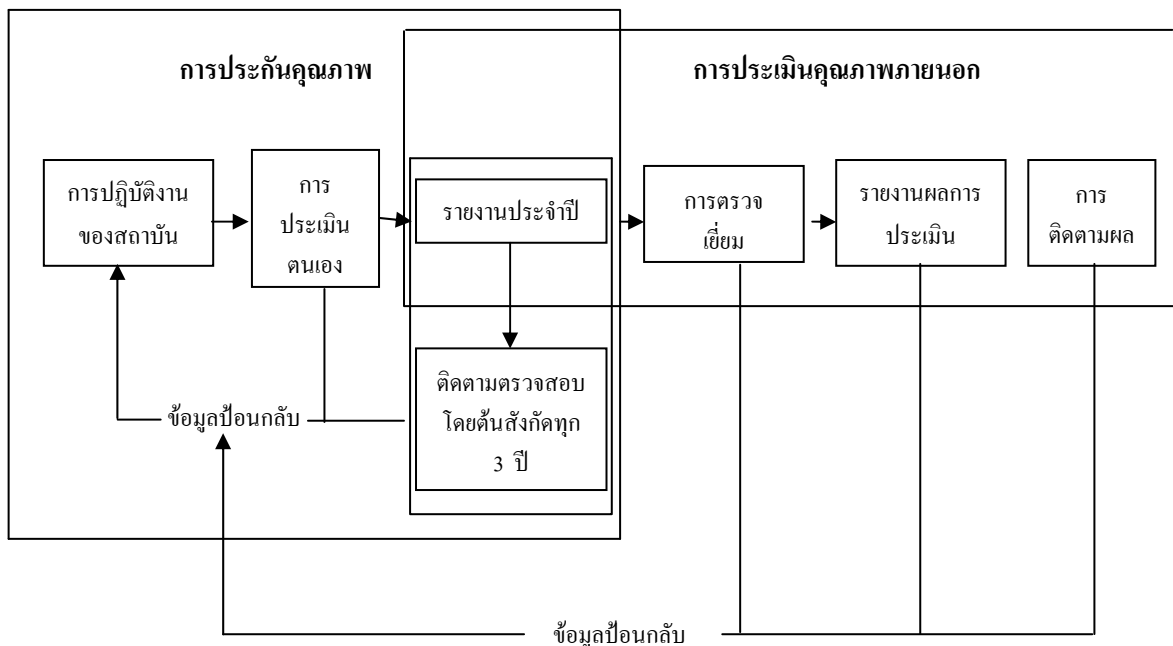 การประกันคุณภาพ
การประเมินคุณภาพภายนอก
การปฏิบัติงาน
ของสถาบัน
การ
ประเมิน
ตนเอง
รายงานประจำปี
การตรวจ
เยี่ยม
รายงานผลการ
ประเมิน
การ
ติดตามผล
ติดตามตรวจสอบ
โดยต้นสังกัดทุก
3 ปี
ข้อมูลป้อนกลับ
ข้อมูลป้อนกลับ